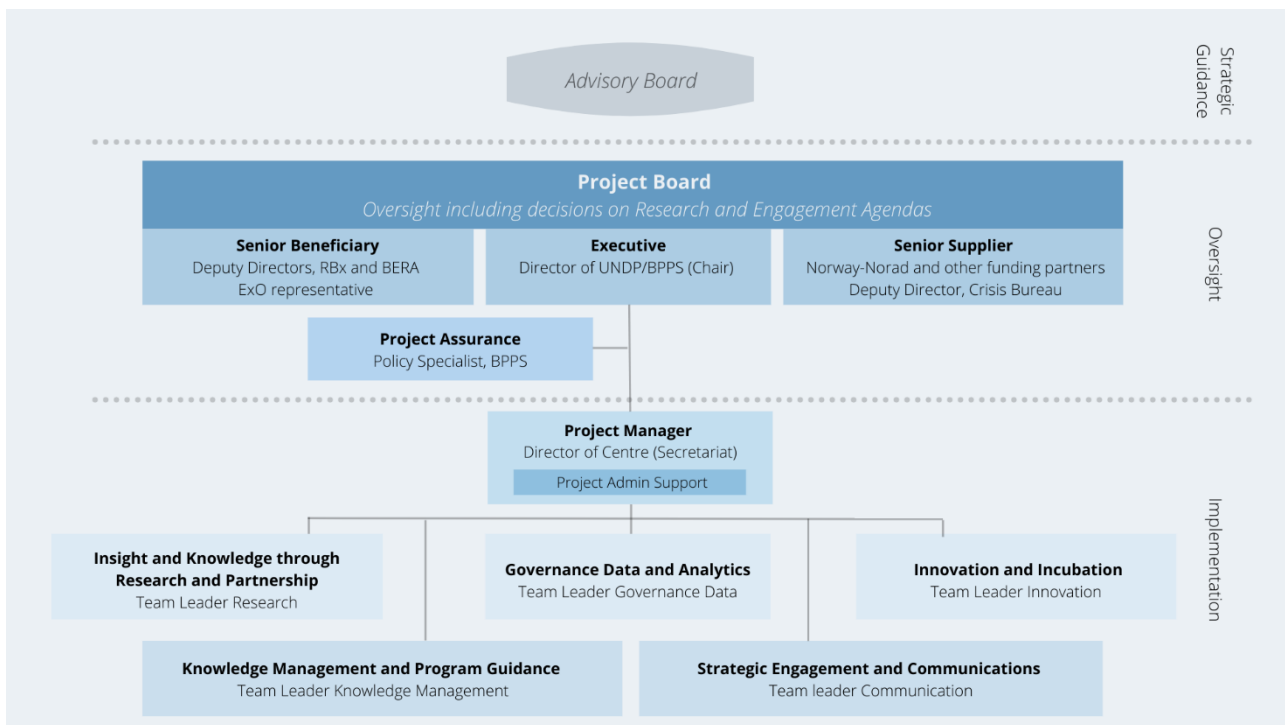 Advisory Board
Strategic
Guidance
Project Board
Oversight including decisions on Research and Engagement Agendas
Senior Beneficiary
Deputy Directors, RBx and BERA
ExO representative
Executive
Director of UNDP/BPPS (Chair)
Senior Supplier
Norway-Norad and other funding partners
Deputy Director, Crisis Bureau
Oversight
Project Assurance
Policy Specialist, BPPS
Project Manager
Director of Centre (Secretariat)
Project Admin Support
Implementation
Insight and Knowledge through
Research and Partnership
Team Leader Research
Governance Data and Analytics
Team Leader Governance Data
Innovation and Incubation
Team Leader Innovation
Knowledge Management and Program Guidance
Team Leader Knowledge Management
Strategic Engagement and Communications
Team leader Communication